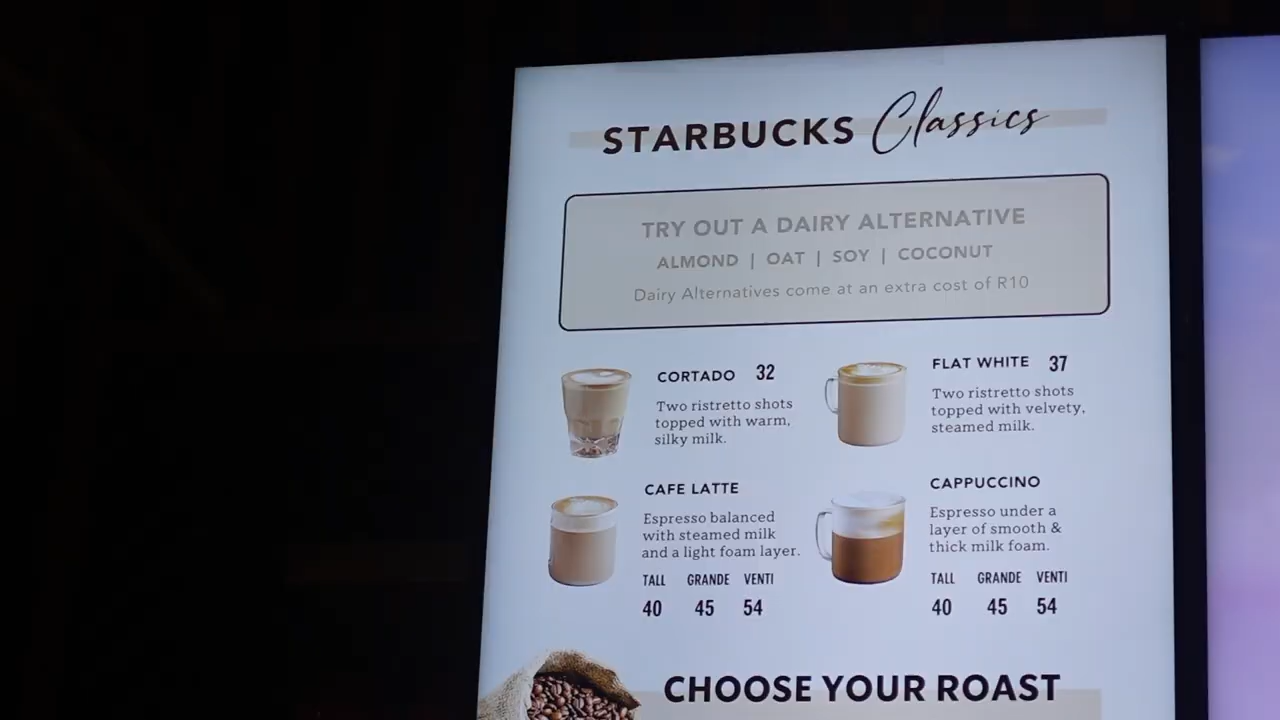 STARBUCKS Classics
TRY OUT A DAIRY ALTERNATIVE
ALMOND | OAT | SOY | COCONUT
Dairy Alternatives come at an extra cost of R10
CORTADO 32
Two ristretto shots
topped with warm,
silky milk.
FLAT WHITE 37
Two ristretto shots
topped with velvety,
steamed milk.
CAFE LATTE
Espresso balanced
with steamed milk
and a light foam layer.
TALL GRANDE VENTI
40 45 54
CAPPUCCINO
Espresso under a
layer of smooth &
thick milk foam.
TALL GRANDE VENTI
40 45 54
CHOOSE YOUR ROAST